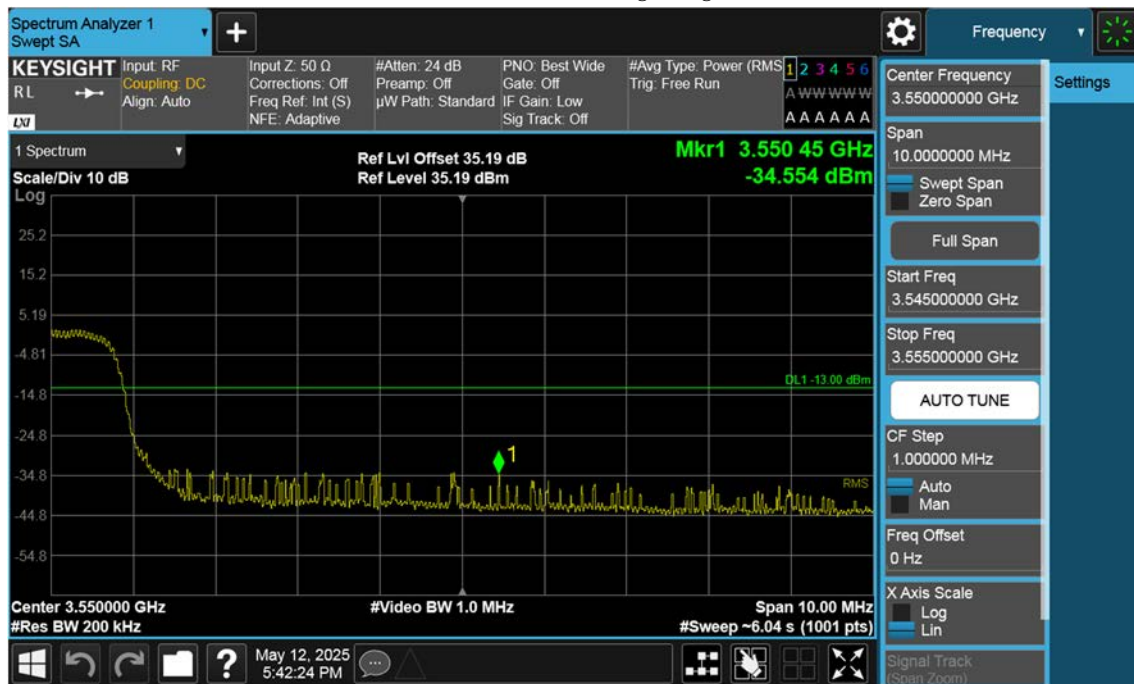 Spectrum Analyzer 1
Swept SA
Frequency
KEYSIGHT
RL
LXI
Input: RF
Coupling: DC
Align: Auto
Input Z: 50 Ω
Corrections: Off
Freq Ref: Int (S)
NFE: Adaptive
#Atten: 24 dB
Preamp: Off
µW Path: Standard
PNO: Best Wide
Gate: Off
IF Gain: Low
Sig Track: Off
#Avg Type: Power (RMS
Trig: Free Run
1 2 3 4 5 6
A W W W W W
A A A A A A
1 Spectrum
Scale/Div 10 dB
Log
Ref Lvl Offset 35.19 dB
Ref Level 35.19 dBm
Mkr1 3.550 45 GHz
-34.554 dBm
25.2
15.2
5.19
-4.81
-14.8
-24.8
-34.8
-44.8
-54.8
DL1 -13.00 dBm
1
RMS
Center 3.550000 GHz
#Res BW 200 kHz
#Video BW 1.0 MHz
Span 10.00 MHz
#Sweep ~6.04 s (1001 pts)
May 12, 2025
5:42:24 PM
Center Frequency
3.550000000 GHz
Span
10.0000000 MHz
Swept Span
Zero Span
Full Span
Start Freq
3.545000000 GHz
Stop Freq
3.555000000 GHz
AUTO TUNE
CF Step
1.000000 MHz
Auto
Man
Freq Offset
0 Hz
X Axis Scale
Log
Lin
Signal Track
(Span Zoom)
Settings